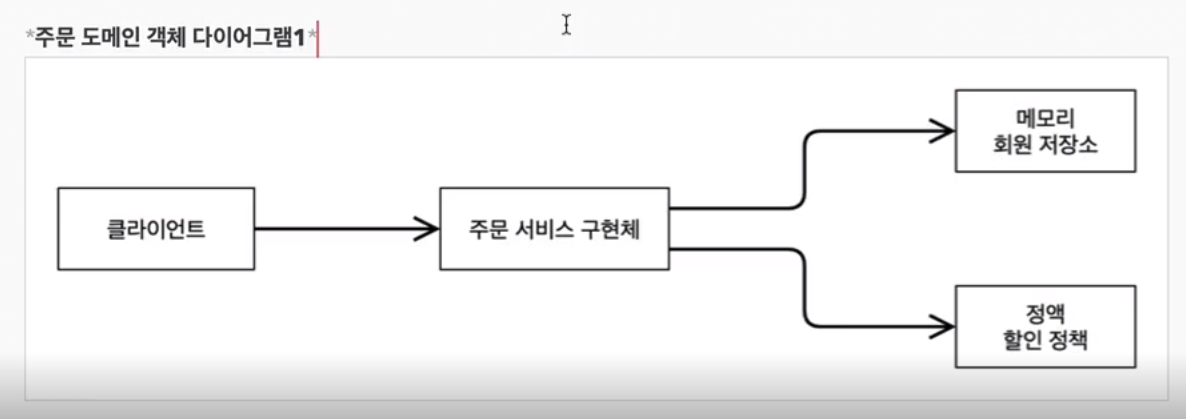 *주문 도메인 객체 다이어그램1*
메모리
회원 저장소
클라이언트
주문 서비스 구현체
정액
할인 정책